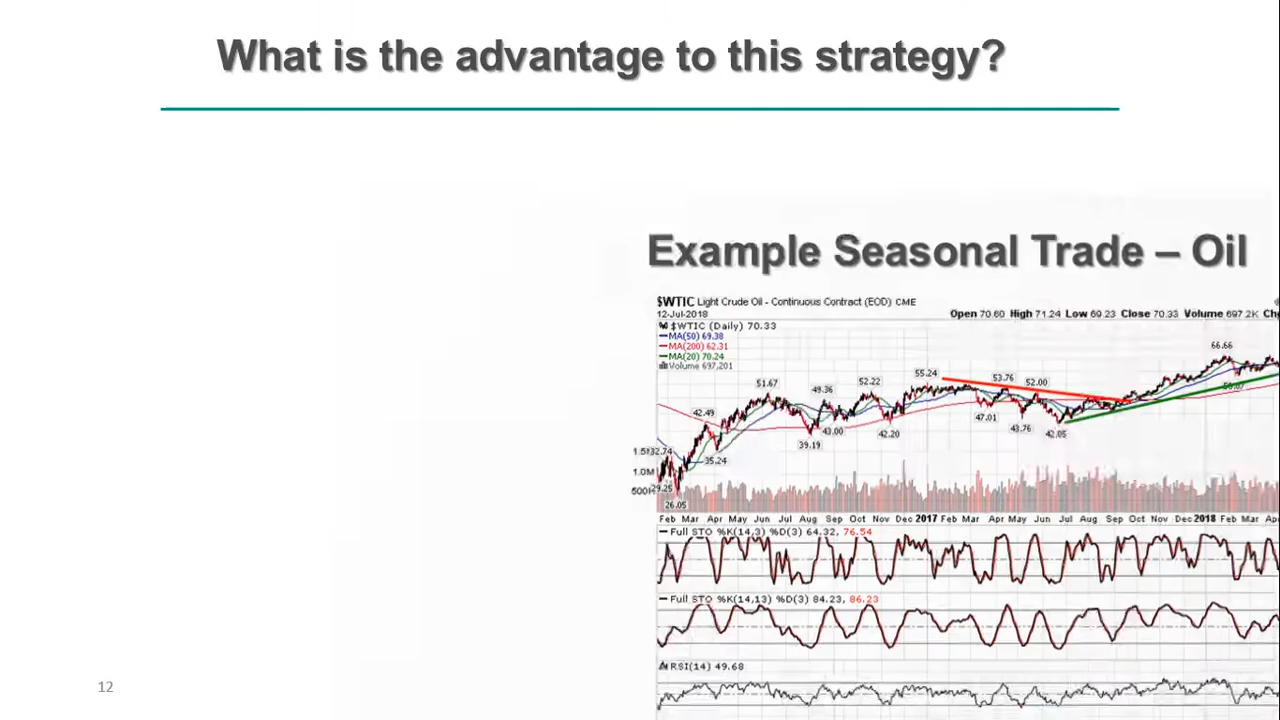 What is the advantage to this strategy?
Example Seasonal Trade – Oil
$WTIC Light Crude Oil - Continuous Contract (EOD) CME
12-Jul-2018 Open 70.60 High 71.24 Low 69.23 Close 70.33 Volume 697.2K Ch
$WTIC (Daily) 70.33
MA(50) 69.38
MA(200) 62.31
MA(20) 70.24
Volume 697,201
66.66
55.24
53.76
52.00
51.67
49.36
52.22
42.49
47.01
43.76
42.05
43.00
42.20
39.19
35.24
32.74
29.25
26.05
1.0M
Feb Mar Apr May Jun Jul Aug Sep Oct Nov Dec 2017 Feb Mar Apr May Jun Jul Aug Sep Oct Nov Dec 2018 Feb Mar Ap
Full STO %K(14,3) %D(3) 64.32, 76.54
Full STO %K(14,13) %D(3) 84.23, 86.23
RSI(14) 49.68
12